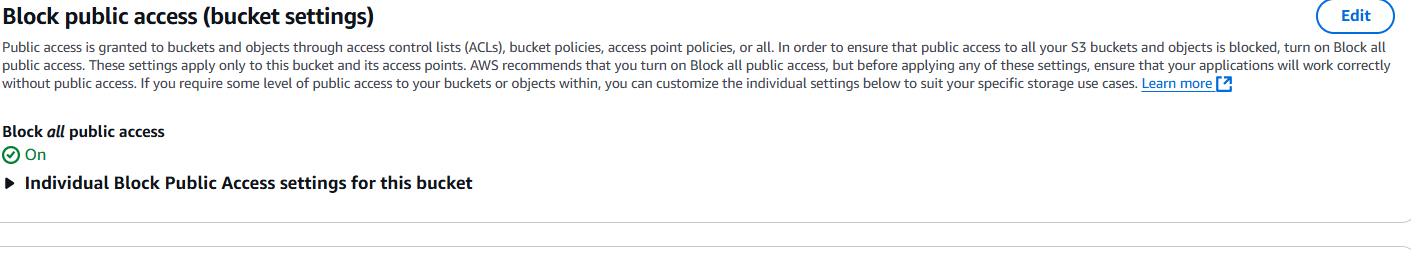 Block public access (bucket settings)
Edit
Public access is granted to buckets and objects through access control lists (ACLs), bucket policies, access point policies, or all. In order to ensure that public access to all your S3 buckets and objects is blocked, turn on Block all
public access. These settings apply only to this bucket and its access points. AWS recommends that you turn on Block all public access, but before applying any of these settings, ensure that your applications will work correctly
without public access. If you require some level of public access to your buckets or objects within, you can customize the individual settings below to suit your specific storage use cases. Learn more
Block all public access
On
Individual Block Public Access settings for this bucket